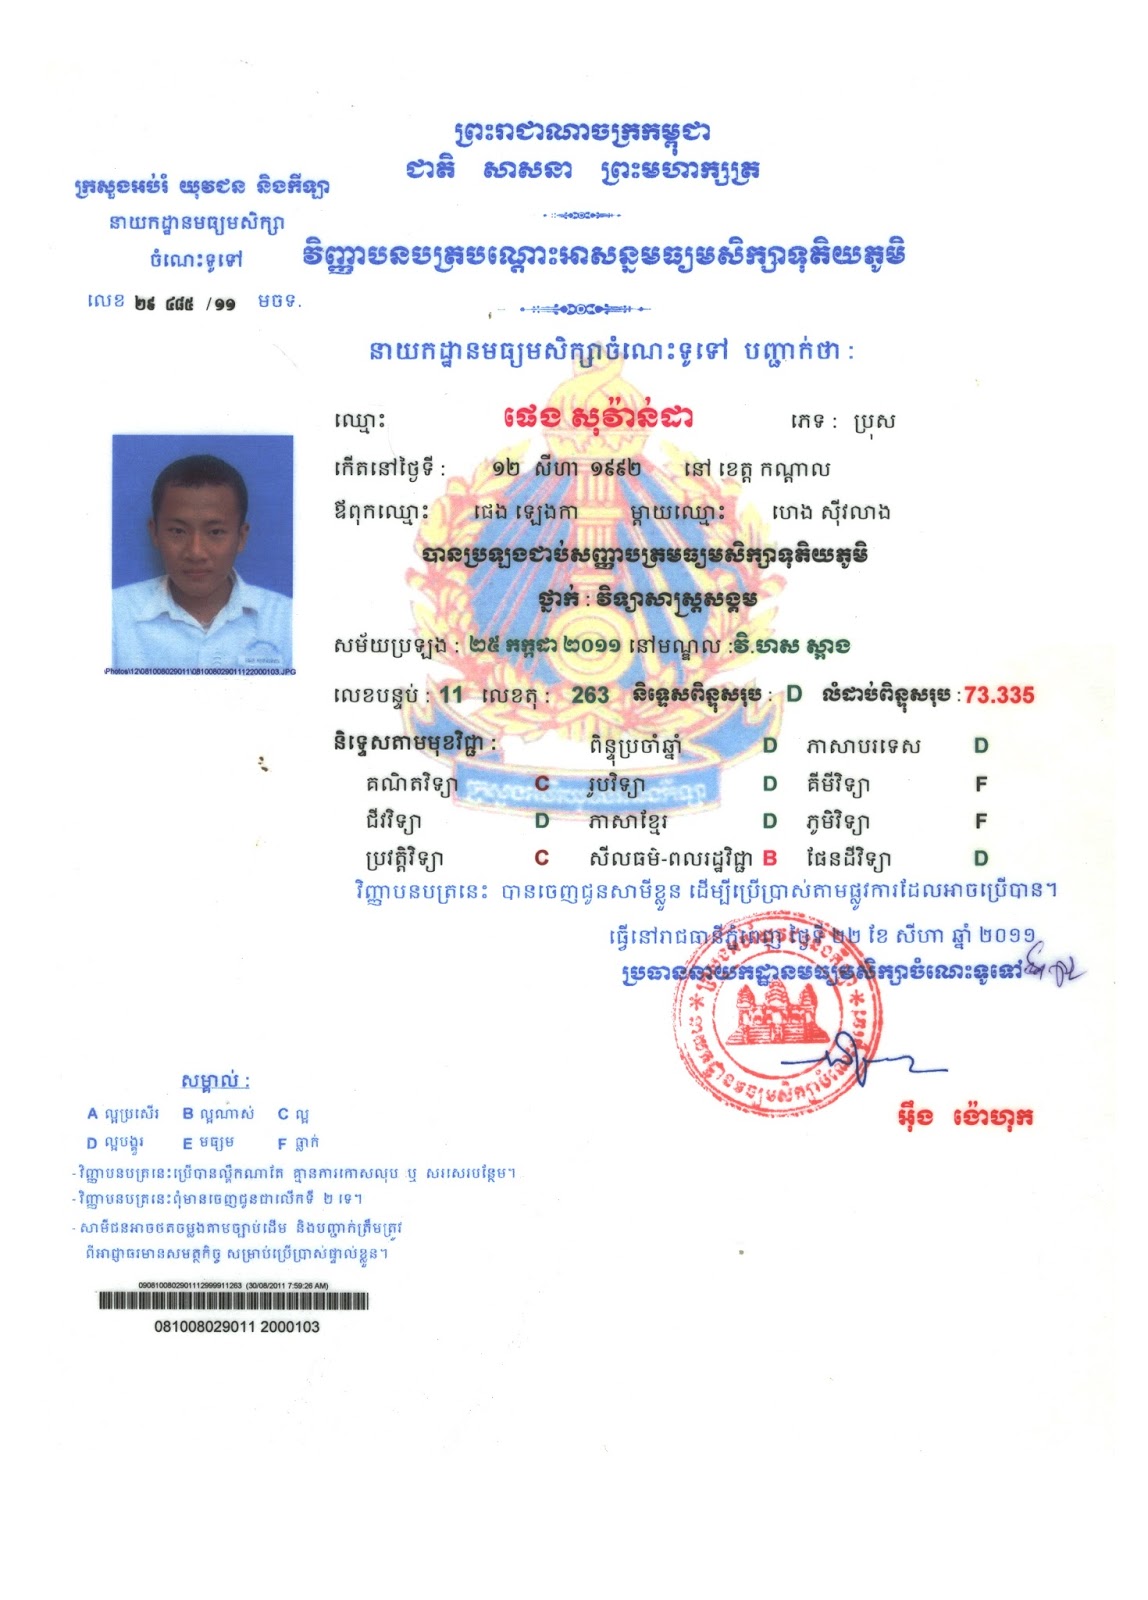 ព្រះរាជាណាចក្រកម្ពុជា
ជាតិ សាសនា ព្រះមហាក្សត្រ
ក្រសួងអប់រំ យុវជន និងកីឡា
នាយកដ្ឋានមធ្យមសិក្សា
ចំណេះទូទៅ
លេខ ២៩ ៤៨៥ /១១ មចទ.
វិញ្ញាបនបត្របណ្តោះអាសន្នមធ្យមសិក្សាទុតិយភូមិ
នាយកដ្ឋានមធ្យមសិក្សាចំណេះទូទៅ បញ្ជាក់ថា :
ឈ្មោះ ផេង សុវ៉ាន់ដា ភេទ : ប្រុស
កើតនៅថ្ងៃទី : ១២ សីហា ១៩៩២ នៅ ខេត្ត កណ្តាល
ឪពុកឈ្មោះ ផេង ឡេងកា ម្តាយឈ្មោះ ហេង ស៊ីវលាង
បានប្រឡងជាប់សញ្ញាបត្រមធ្យមសិក្សាទុតិយភូមិ
ថ្នាក់ : វិទ្យាសាស្ត្រសង្គម
សម័យប្រឡង : ២៥ កក្កដា ២០១១ នៅមណ្ឌល :វិ.ហស ស្អាង
លេខបន្ទប់ : 11 លេខតុ : 263 និទ្ទេសពិន្ទុសរុប : D លំដាប់ពិន្ទុសរុប :73.335
និទ្ទេសតាមមុខវិជ្ជា : ពិន្ទុប្រចាំឆ្នាំ D ភាសាបរទេស D
គណិតវិទ្យា C រូបវិទ្យា D គីមីវិទ្យា F
ជីវវិទ្យា D ភាសាខ្មែរ D ភូមិវិទ្យា F
ប្រវត្តិវិទ្យា C សីលធម៌-ពលរដ្ឋវិជ្ជា B ផែនដីវិទ្យា D
វិញ្ញាបនបត្រនេះ បានចេញជូនសាមីខ្លួន ដើម្បីប្រើប្រាស់តាមផ្លូវការដែលអាចប្រើបាន។
ធ្វើនៅរាជធានីភ្នំពេញ ថ្ងៃទី ២២ ខែ សីហា ឆ្នាំ ២០១១
ប្រធាននាយកដ្ឋានមធ្យមសិក្សាចំណេះទូទៅ
អ៊ឹង ង៉ោហុក
\Photos\12\081008029011\081008029011122000103.JPG
ក្រសួងអប់រំយុវជននិងកីឡា
សម្គាល់ :
A ល្អប្រសើរ B ល្អណាស់ C ល្អ
D ល្អបង្គួរ E មធ្យម F ធ្លាក់
- វិញ្ញាបនបត្រនេះប្រើបានល្គឹកណាតែ គ្មានការកោសលុប ឬ សរសេរបន្ថែម។
- វិញ្ញាបនបត្រនេះពុំមានចេញជូនជាលើកទី ២ ទេ។
- សាមីជនអាចថតចម្លងតាមច្បាប់ដើម និងបញ្ជាក់ត្រឹមត្រូវ
ពីអាជ្ញាធរមានសមត្ថកិច្ច សម្រាប់ប្រើប្រាស់ផ្ទាល់ខ្លួន។
0908100802901112999911263 (30/08/2011 7:59:26 AM)
081008029011 2000103